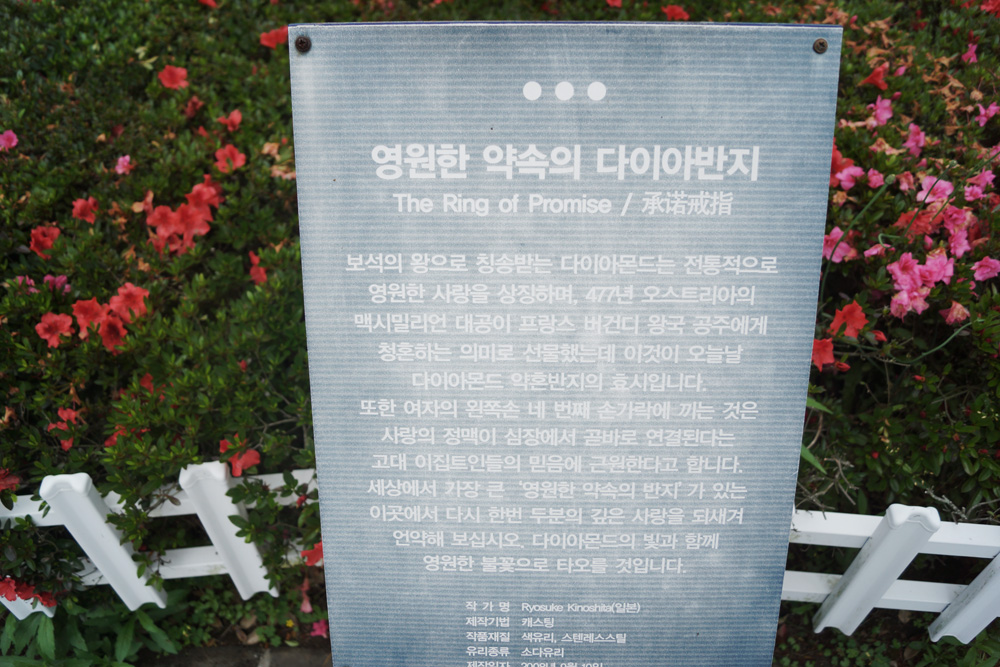 영원한 약속의 다이아반지
The Ring of Promise / 承诺戒指
보석의 왕으로 칭송받는 다이아몬드는 전통적으로
영원한 사랑을 상징하며, 477년 오스트리아의
맥시밀리언 대공이 프랑스 버건디 왕국 공주에게
청혼하는 의미로 선물했는데 이것이 오늘날
다이아몬드 약혼반지의 효시입니다.
또한 여자의 왼쪽은 네 번째 손가락에 끼는 것은
사랑의 정맥이 심장에서 곧바로 연결된다는
고대 이집트인들의 믿음에 근원한다고 합니다.
세상에서 가장 큰 '영원한 약속의 반지' 가 있는
이곳에서 다시 한번 두분의 깊은 사랑을 되새겨
언약해 보십시오. 다이아몬드의 빛과 함께
영원한 불꽃으로 타오를 것입니다.
작 가 명 Ryosuke Kinoshita(일본)
제작기법 캐스팅
작품재질 색유리, 스텐레스스틸
유리종류 소다유리
제작일자